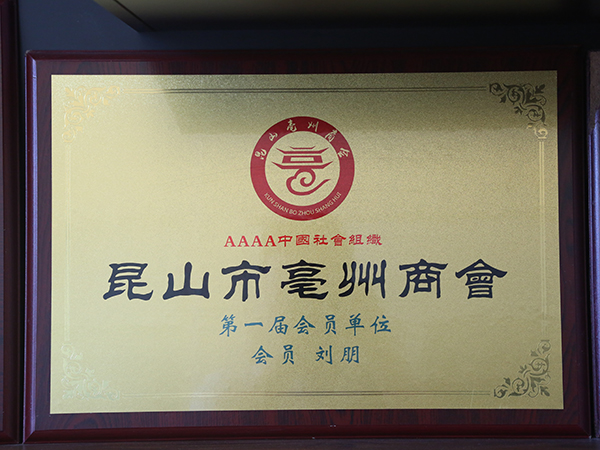 昆山亳州商会
KUN SHAN BO ZHOU SHANG HUI
AAAA中國社會組織
昆山市亳州商會
第一届会员单位
会员 刘朋